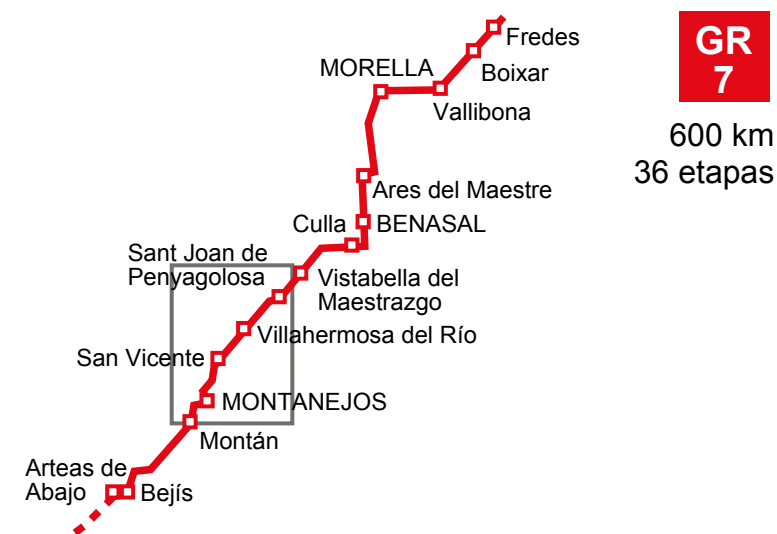 Fredes
GR
7
MORELLA
Boixar
Vallibona
600 km
36 etapas
Ares del Maestre
Culla
BENASAL
Sant Joan de
Penyagolosa
Vistabella del
Maestrazgo
Villahermosa del Río
San Vicente
MONTANEJOS
Montán
Arteas de
Abajo
Bejís